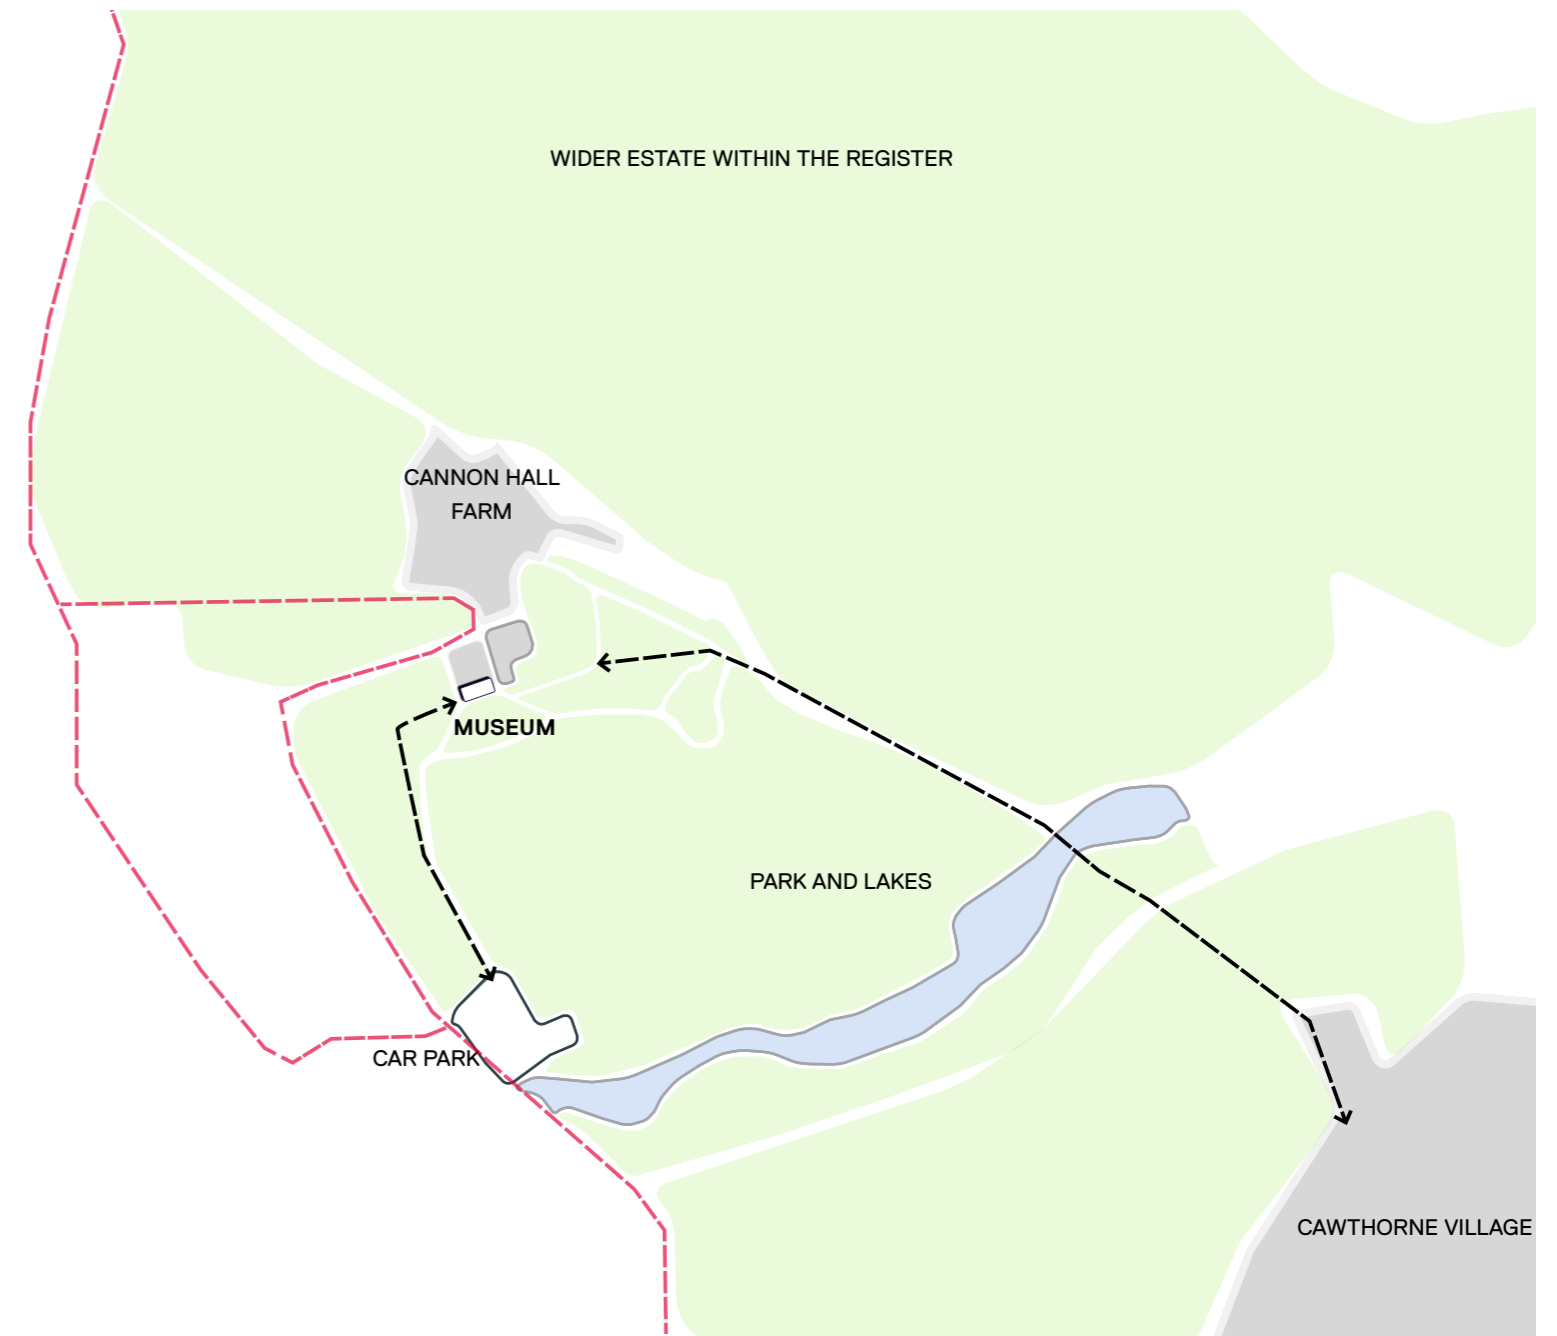 WIDER ESTATE WITHIN THE REGISTER
CANNON HALL
FARM
MUSEUM
PARK AND LAKES
CAR PARK
CAWTHORNE VILLAGE